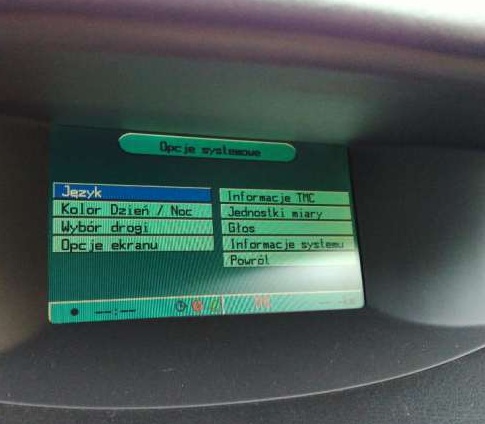 Opcje systemowe
Język
Kolor Dzień / Noc
Wybór drogi
Opcje ekranu
Informacje TMC
Jednostki miary
Głos
Informacje systemu
Powrót
--:--